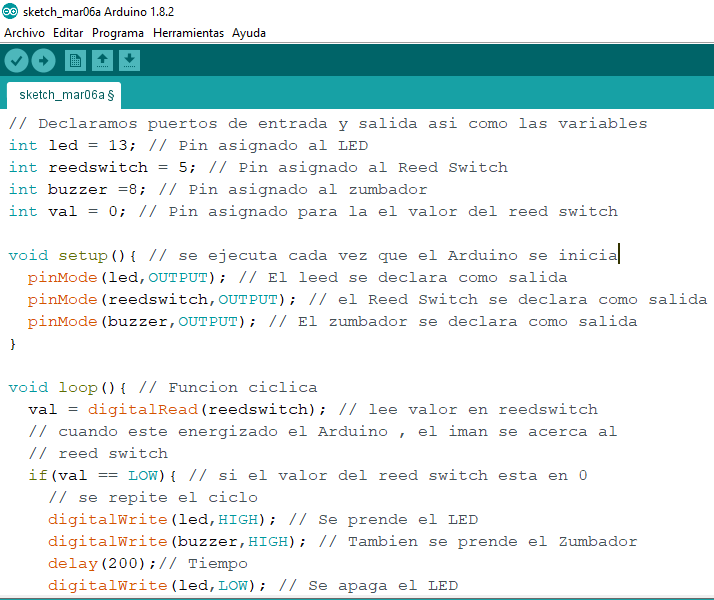 sketch_mar06a Arduino 1.8.2
Archivo Editar Programa Herramientas Ayuda
sketch_mar06a §
// Declaramos puertos de entrada y salida asi como las variables
int led = 13; // Pin asignado al LED
int reedswitch = 5; // Pin asignado al Reed Switch
int buzzer =8; // Pin asignado al zumbador
int val = 0; // Pin asignado para la el valor del reed switch
void setup(){ // se ejecuta cada vez que el Arduino se inicia
pinMode(led,OUTPUT); // El leed se declara como salida
pinMode(reedswitch,OUTPUT); // el Reed Switch se declara como salida
pinMode(buzzer,OUTPUT); // El zumbador se declara como salida
}
void loop(){ // Funcion ciclica
val = digitalRead(reedswitch); // lee valor en reedswitch
// cuando este energizado el Arduino , el iman se acerca al
// reed switch
if(val == LOW){ // si el valor del reed switch esta en 0
// se repite el ciclo
digitalWrite(led,HIGH); // Se prende el LED
digitalWrite(buzzer,HIGH); // Tambien se prende el Zumbador
delay(200);// Tiempo
digitalWrite(led,LOW); // Se apaga el LED